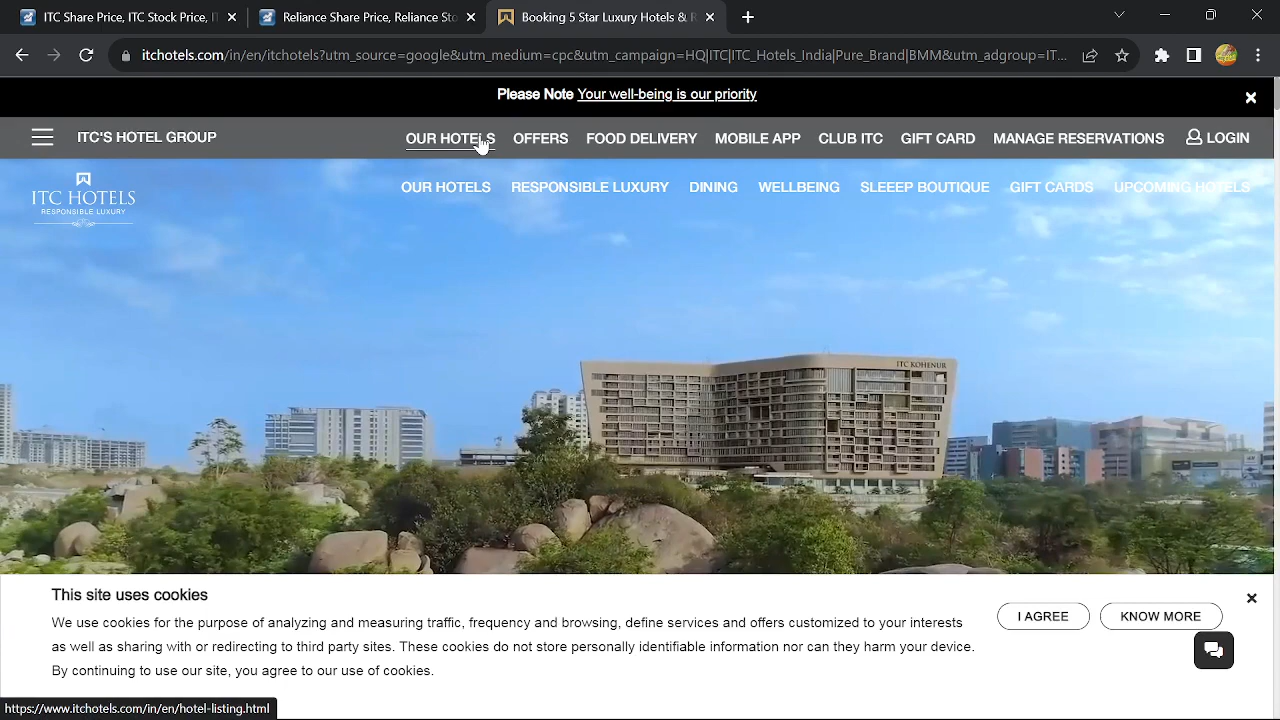 ITC Share Price, ITC Stock Price, IT
Reliance Share Price, Reliance Sto
Booking 5 Star Luxury Hotels & R
itchotels.com/in/en/itchotels?utm_source=google&utm_medium=cpc&utm_campaign=HQ|ITC|ITC_Hotels_India|Pure_Brand|BMM&utm_adgroup=IT...
Please Note Your well-being is our priority
ITC'S HOTEL GROUP
OUR HOTELS OFFERS FOOD DELIVERY MOBILE APP CLUB ITC GIFT CARD MANAGE RESERVATIONS LOGIN
ITC HOTELS
RESPONSIBLE LUXURY
OUR HOTELS RESPONSIBLE LUXURY DINING WELLBEING SLEEEP BOUTIQUE GIFT CARDS UPCOMING HOTELS
ITC KOHENUR
This site uses cookies
We use cookies for the purpose of analyzing and measuring traffic, frequency and browsing, define services and offers customized to your interests
as well as sharing with or redirecting to third party sites. These cookies do not store personally identifiable information nor can they harm your device.
By continuing to use our site, you agree to our use of cookies.
I AGREE
KNOW MORE
https://www.itchotels.com/in/en/hotel-listing.html